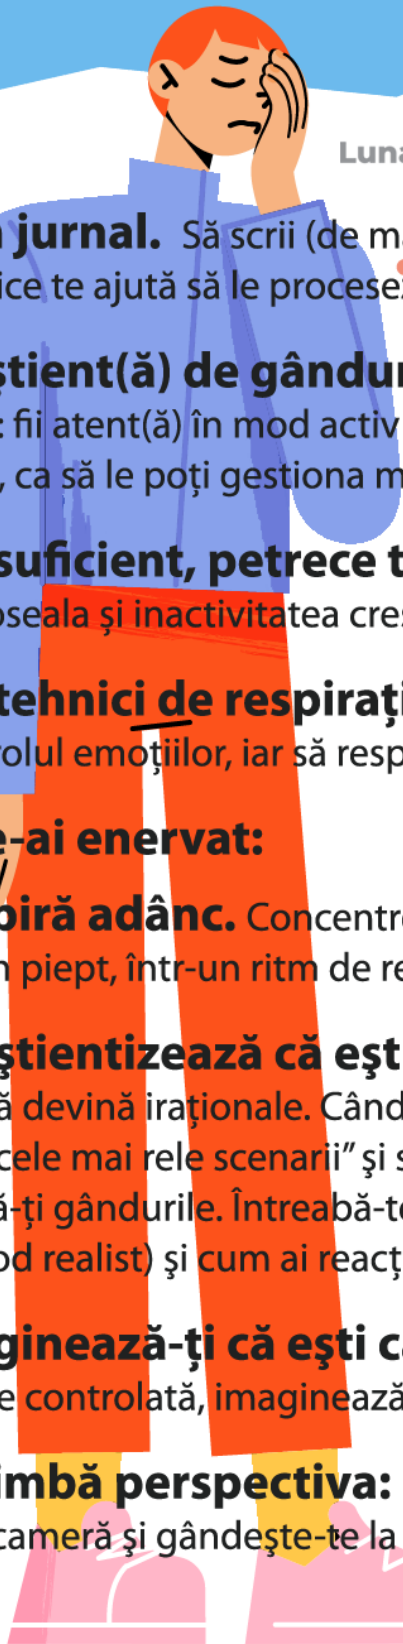 Luna
jurnal. Să scrii (de m
ice te ajută să le procese
știent(ă) de gându
: fii atent(ă) în mod activ
, ca să le poți gestiona m
suficient, petrece t
oseala și inactivitatea cre
tehnici de respirați
rolul emoțiilor, iar să resp
e-ai enervat:
piră adânc. Concentr
n piept, într-un ritm de re
știentizează că eşt
ă devină iraționale. Când
cele mai rele scenarii” şi s
ă-ți gândurile. Întreabă-te
od realist) şi cum ai reacț
ginează-ți că eşti c
e controlată, imaginează
imbă perspectiva:
cameră şi gândeşte-te la